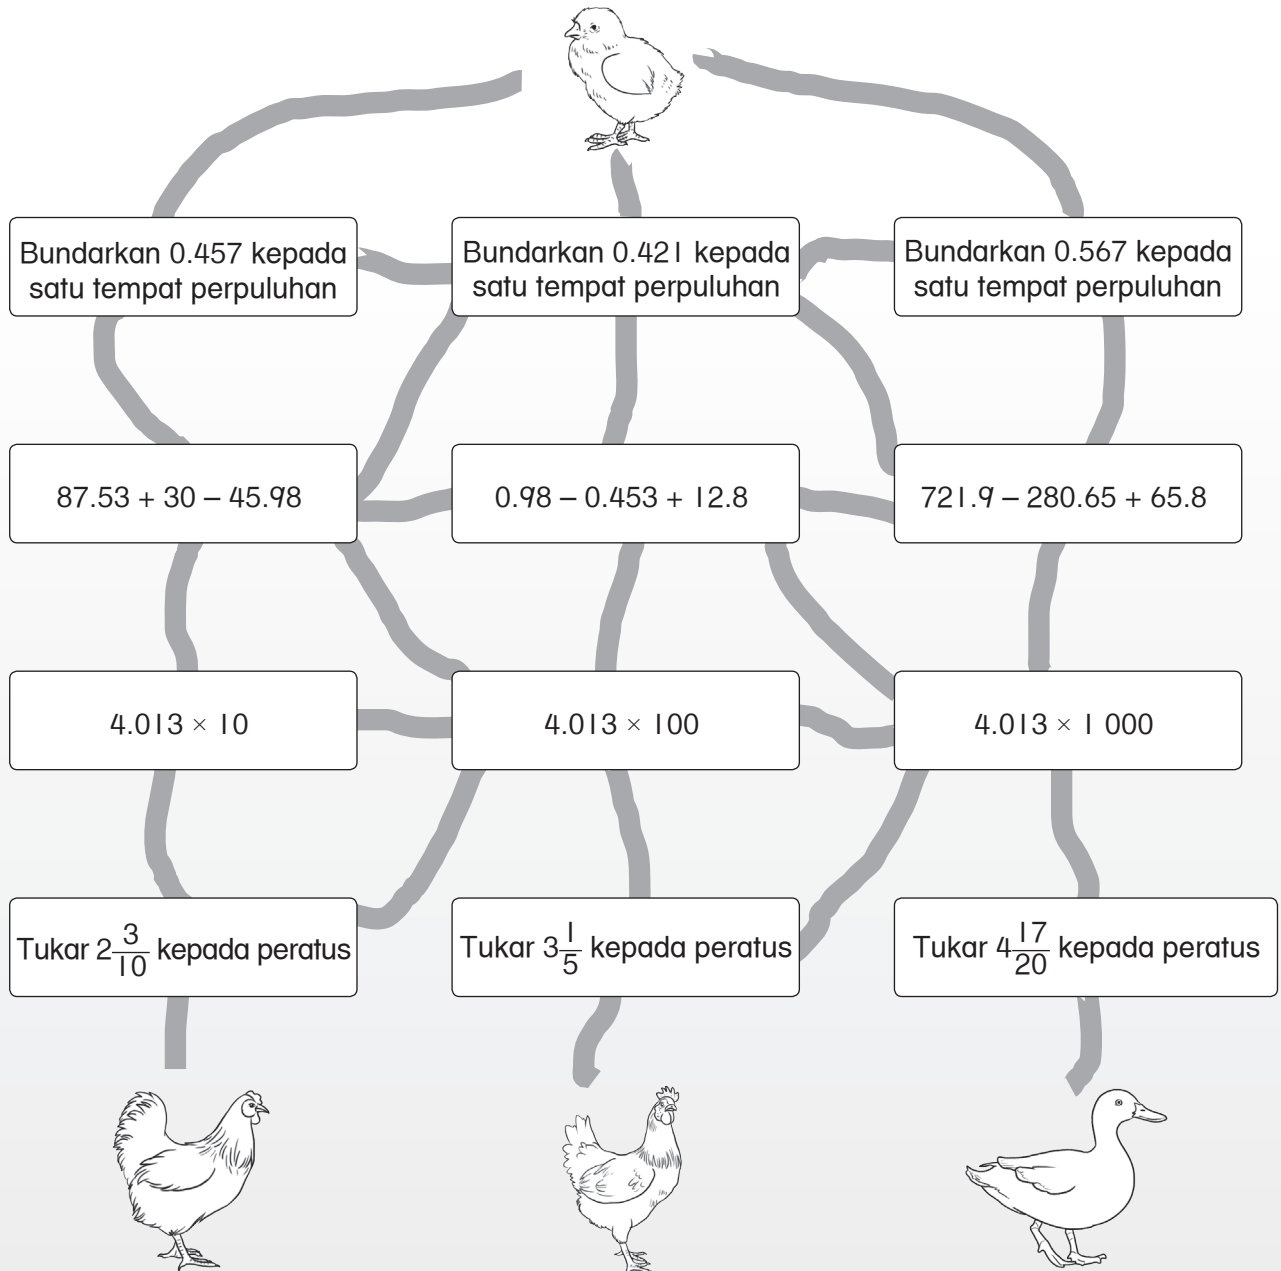 Bundarkan 0.457 kepada
satu tempat perpuluhan
Bundarkan 0.421 kepada
satu tempat perpuluhan
Bundarkan 0.567 kepada
satu tempat perpuluhan
87.53 + 30 – 45.98
0.98 – 0.453 + 12.8
721.9 – 280.65 + 65.8
4.013 × 10
4.013 × 100
4.013 × 1 000
Tukar 2 3/10 kepada peratus
Tukar 3 1/5 kepada peratus
Tukar 4 17/20 kepada peratus